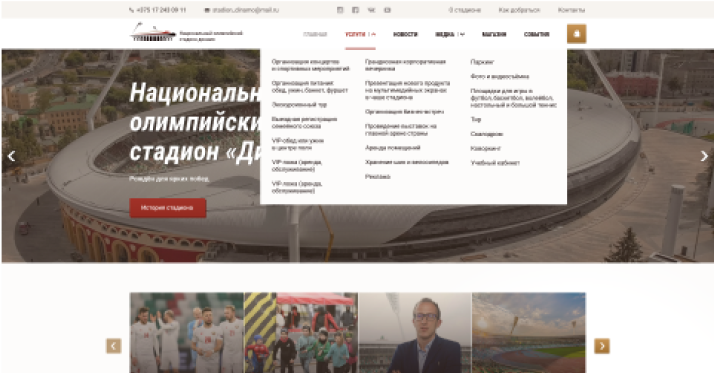 +375 17 243 09 11
stadion_dinamo@mail.ru
О стадионе
Как добраться
Контакты
Национальный олимпийский
стадион Динамо
ГЛАВНАЯ
УСЛУГИ
НОВОСТИ
МЕДИА
МАГАЗИН
СОБЫТИЯ
Организация концертов
и спортивных мероприятий
Организация питания:
обед, ужин, банкет, фуршет
Экскурсионный тур
Выездная регистрация
семейного союза
VIP-обед или ужин
в центре поля
VIP-ложа (аренда,
обслуживание)
VIP-ложа (аренда,
обслуживание)
Грандиозная корпоративная
вечеринка
Презентация нового продукта
на мультимедийных экранах
в чаше стадиона
Организация бизнес-встреч
Проведение выставок на
главной арене страны
Аренда помещений
Хранение шин и велосипедов
Реклама
Паркинг
Фото и видеосъёмка
Площадки для игры в
футбол, баскетбол, волейбол,
настольный и большой теннис
Тир
Скалодром
Коворкинг
Учебный кабинет
Националь
олимпийски
стадион «Ди
Рождён для ярких побед
История стадиона